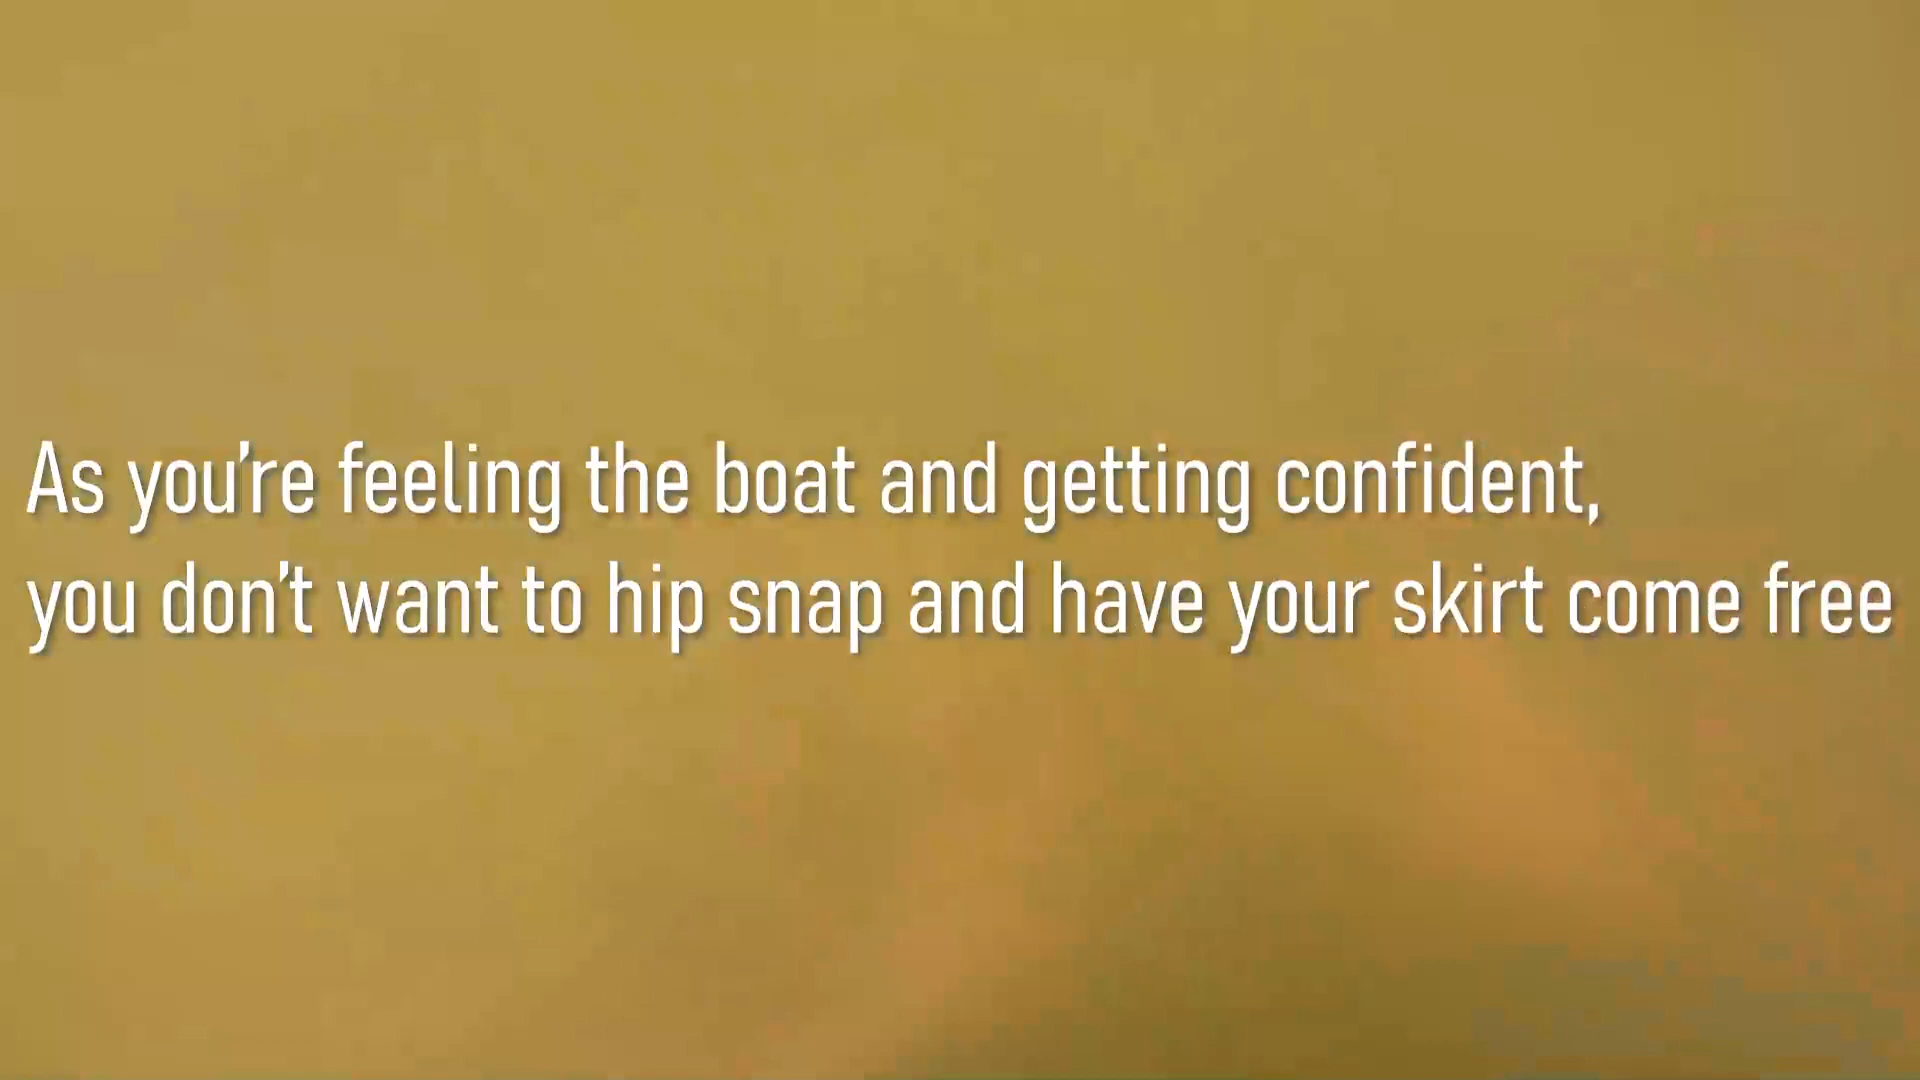 As you're feeling the boat and getting confident,
you don't want to hip snap and have your skirt come free